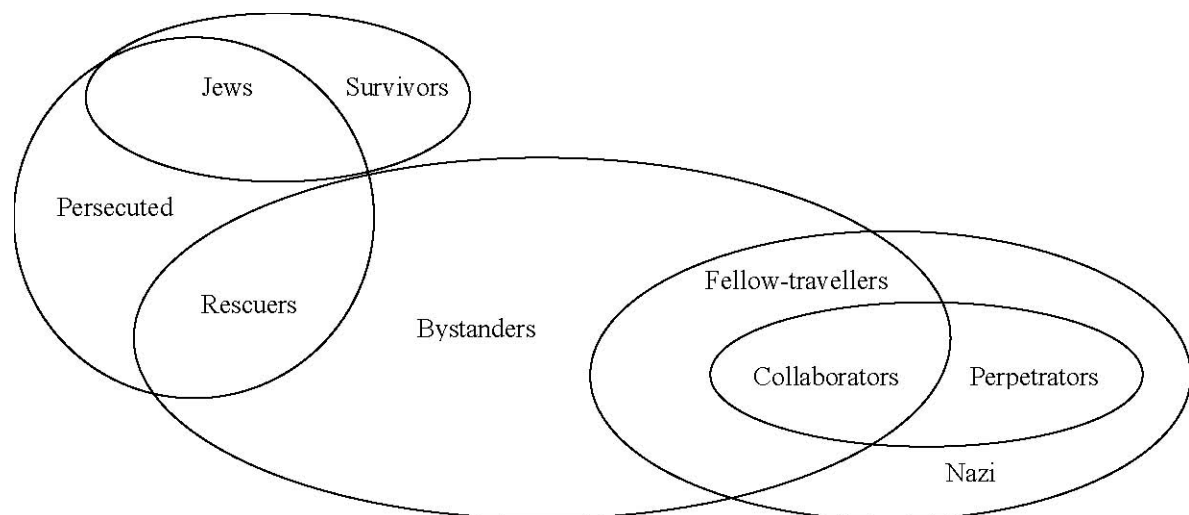 Jews
Survivors
Persecuted
Rescuers
Bystanders
Fellow-travellers
Collaborators
Perpetrators
Nazi